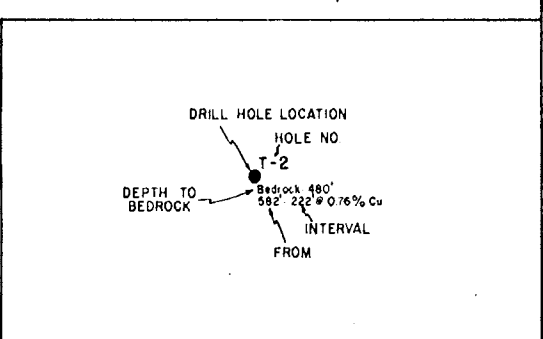 DRILL HOLE LOCATION
HOLE NO.
T-2
DEPTH TO
BEDROCK
Bedrock 480'
582' 222' @ 0.76% Cu
INTERVAL
FROM